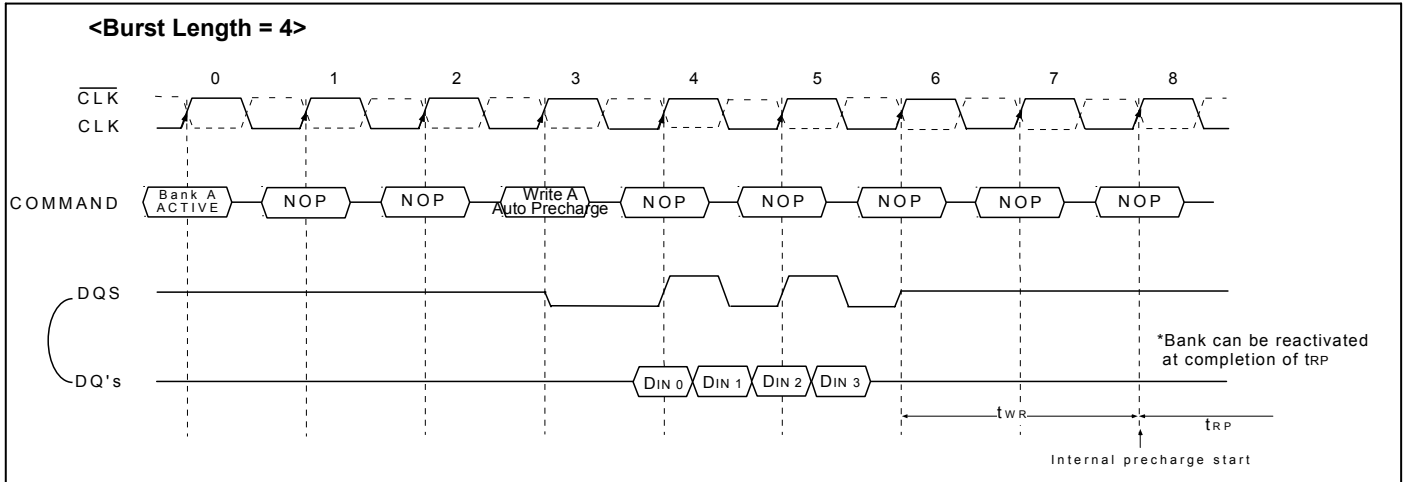 <Burst Length = 4>
0 1 2 3 4 5 6 7 8
CLK
CLK
COMMAND
Bank A
ACTIVE
NOP
NOP
Write A
Auto Precharge
NOP
NOP
NOP
NOP
NOP
DQS
*Bank can be reactivated
at completion of tRP
DQ's
DIN 0 DIN 1 DIN 2 DIN 3
tWR
tRP
Internal precharge start